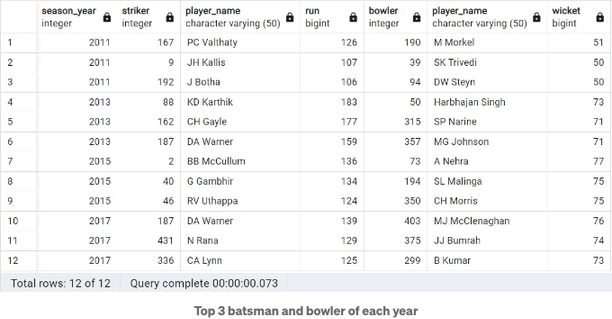 season_year striker player_name run bowler player_name wicket
integer integer character varying (50) bigint integer character varying (50) bigint
1 2011 167 PC Valthaty 126 190 M Morkel 51
2 2011 9 JH Kallis 107 39 SK Trivedi 50
3 2011 192 J Botha 106 94 DW Steyn 50
4 2013 88 KD Karthik 183 50 Harbhajan Singh 73
5 2013 162 CH Gayle 177 315 SP Narine 71
6 2013 187 DA Warner 159 357 MG Johnson 71
7 2015 2 BB McCullum 136 73 A Nehra 77
8 2015 40 G Gambhir 134 194 SL Malinga 75
9 2015 46 RV Uthappa 124 350 CH Morris 75
10 2017 187 DA Warner 139 403 MJ McClenaghan 76
11 2017 431 N Rana 129 375 JJ Bumrah 74
12 2017 336 CA Lynn 125 299 B Kumar 73
Total rows: 12 of 12 Query complete 00:00:00.073
Top 3 batsman and bowler of each year